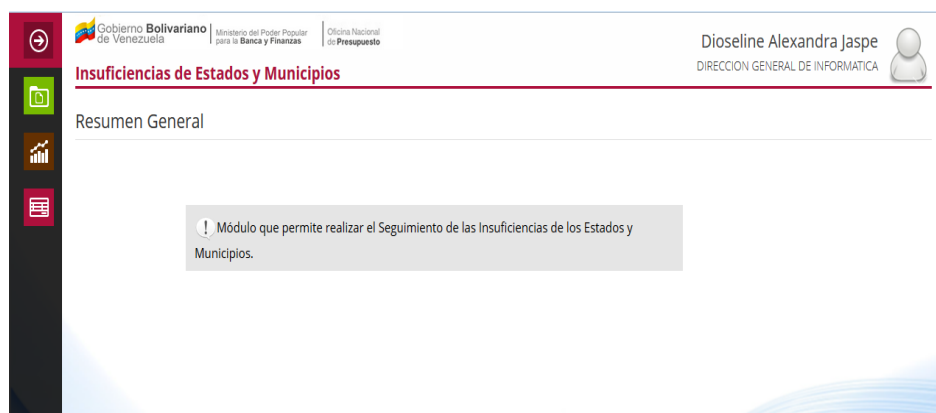 Gobierno Bolivariano
de Venezuela
Ministerio del Poder Popular
para la Banca y Finanzas
Oficina Nacional
de Presupuesto
Dioseline Alexandra Jaspe
DIRECCION GENERAL DE INFORMATICA
Insuficiencias de Estados y Municipios
Resumen General
! Módulo que permite realizar el Seguimiento de las Insuficiencias de los Estados y
Municipios.